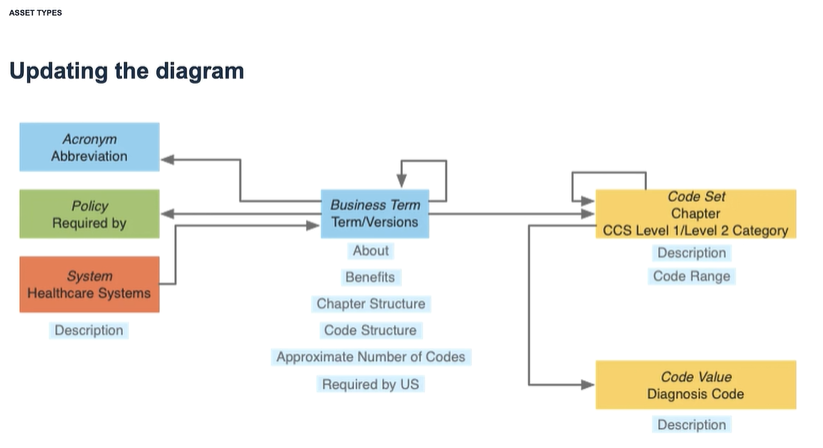 ASSET TYPES
Updating the diagram
Acronym
Abbreviation
Policy
Required by
System
Healthcare Systems
Description
Business Term
Term/Versions
About
Benefits
Chapter Structure
Code Structure
Approximate Number of Codes
Required by US
Code Set
Chapter
CCS Level 1/Level 2 Category
Description
Code Range
Code Value
Diagnosis Code
Description